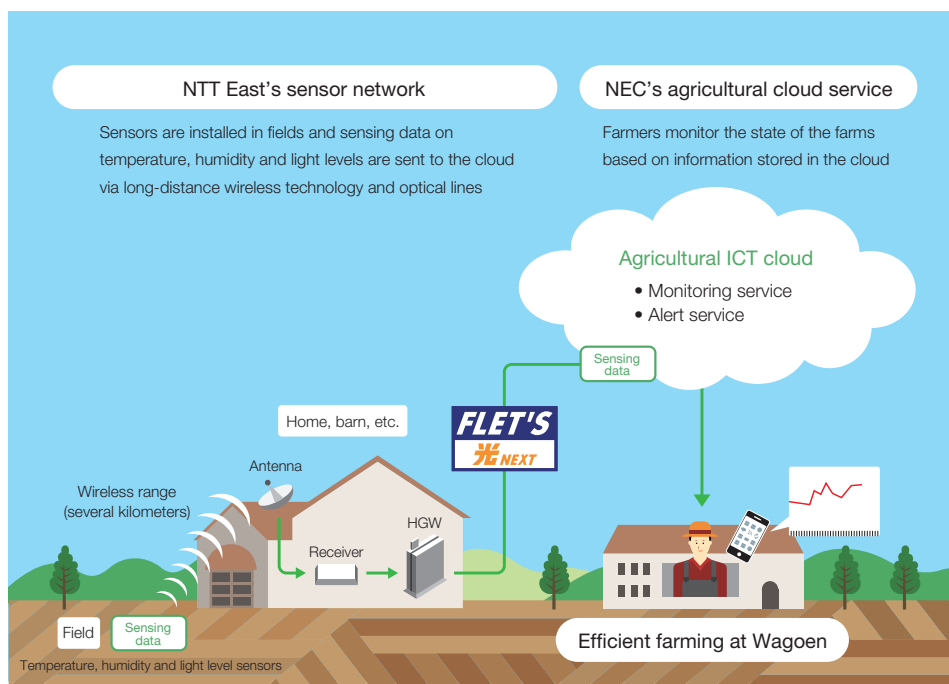 NTT East's sensor network
Sensors are installed in fields and sensing data on
temperature, humidity and light levels are sent to the cloud
via long-distance wireless technology and optical lines
NEC's agricultural cloud service
Farmers monitor the state of the farms
based on information stored in the cloud
Agricultural ICT cloud
• Monitoring service
• Alert service
Sensing
data
FLET'S
光 NEXT
Home, barn, etc.
Antenna
Wireless range
(several kilometers)
Receiver
HGW
Field
Sensing
data
Temperature, humidity and light level sensors
Efficient farming at Wagoen